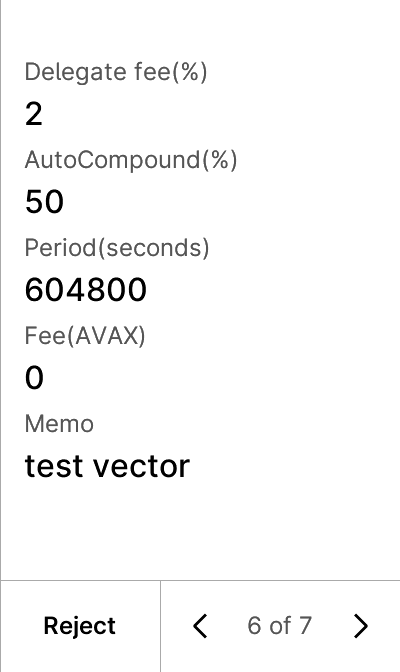 Delegate fee(%)
2
AutoCompound(%)
50
Period(seconds)
604800
Fee(AVAX)
0
Memo
test vector
Reject
6 of 7